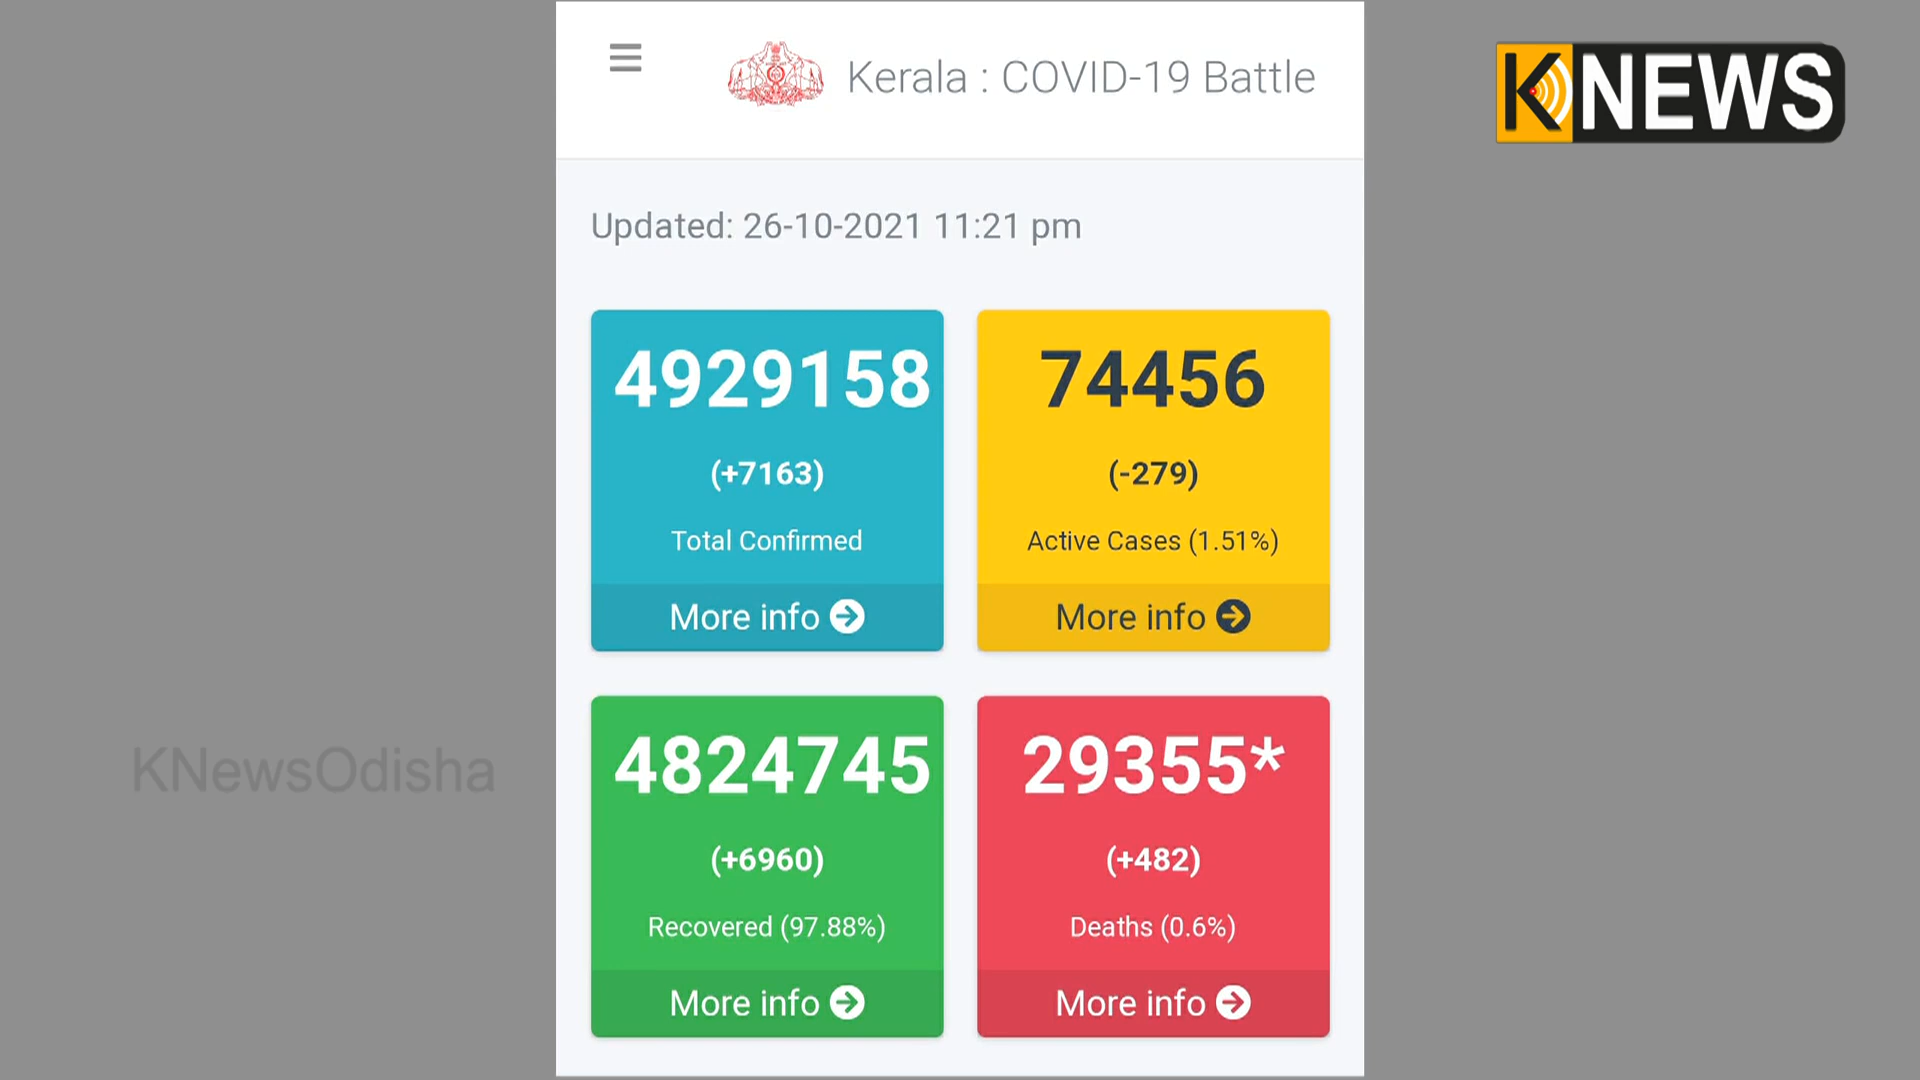 Kerala : COVID-19 Battle
KNEWS
Updated: 26-10-2021 11:21 pm
4929158
(+7163)
Total Confirmed
More info
74456
(-279)
Active Cases (1.51%)
More info
4824745
(+6960)
Recovered (97.88%)
More info
29355*
(+482)
Deaths (0.6%)
More info
KNewsOdisha